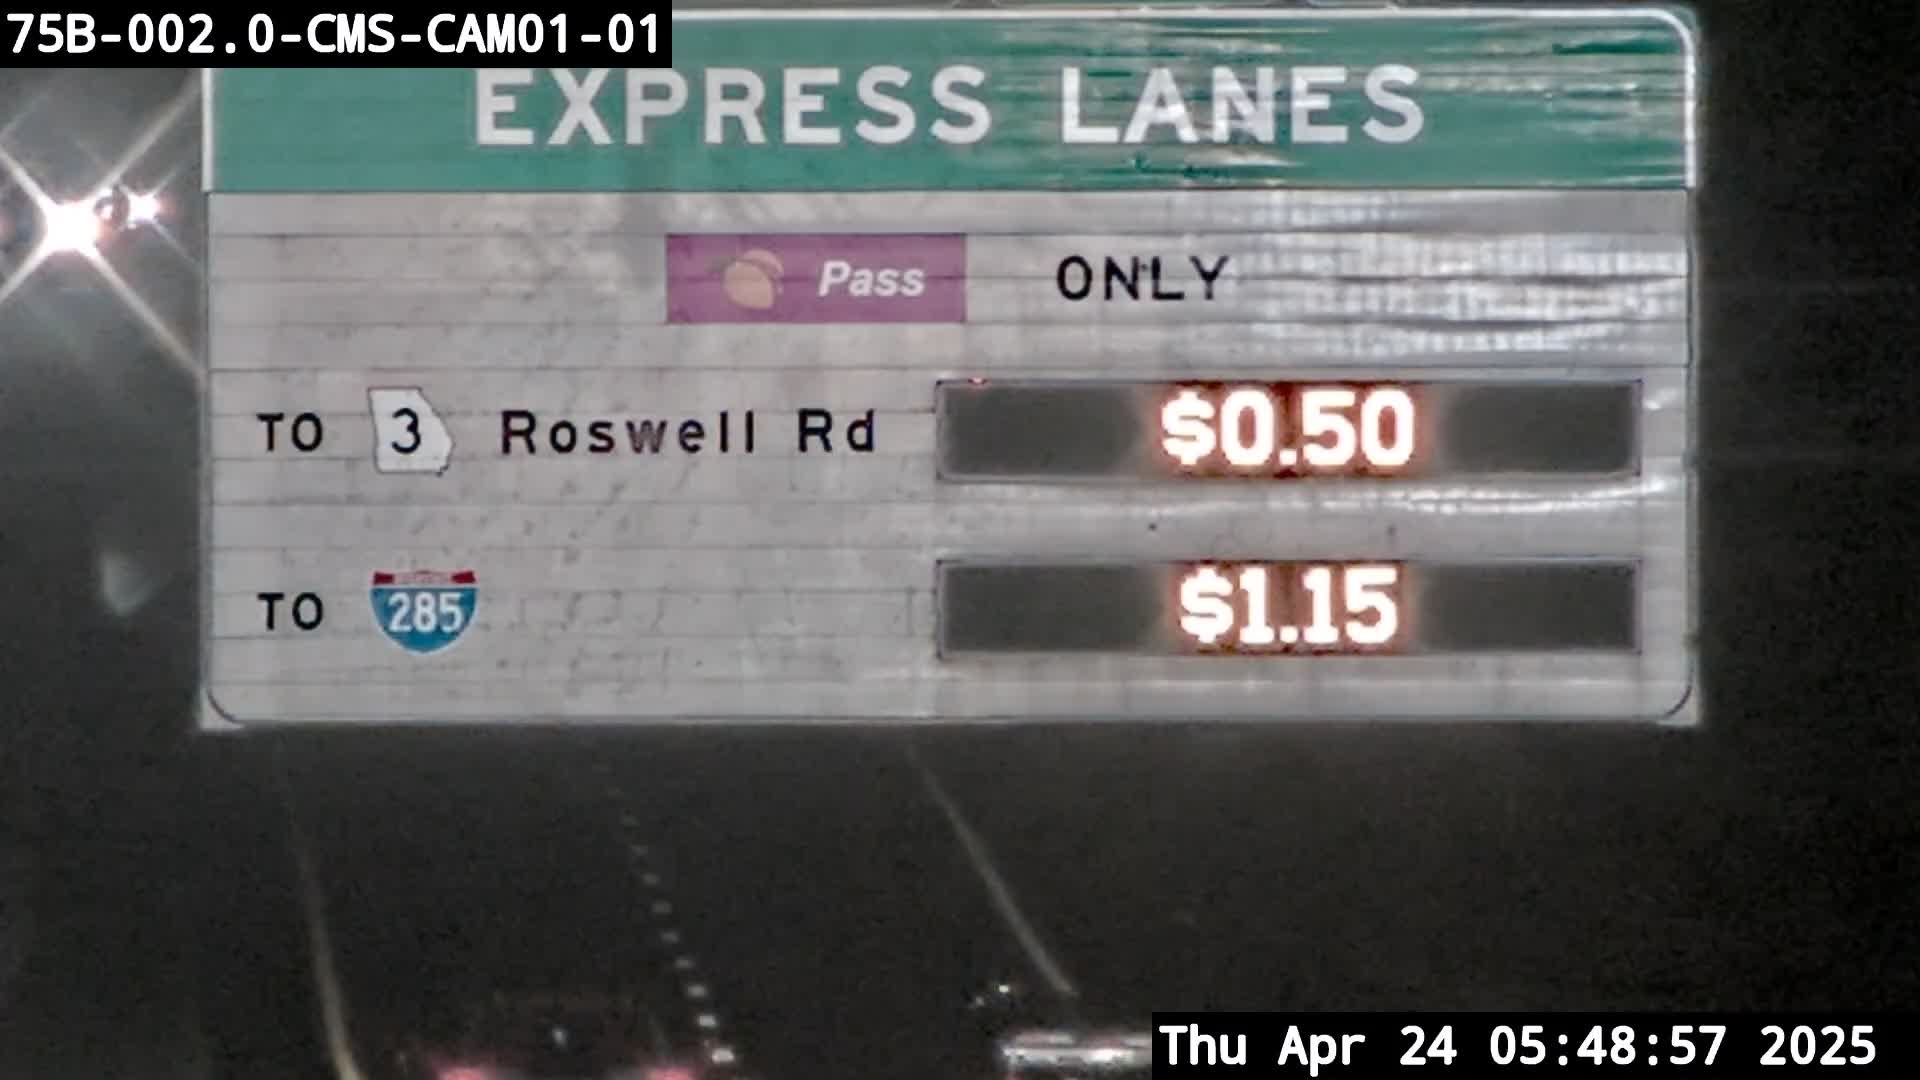 75B-002.0-CMS-CAM01-01
EXPRESS LANES
Pass ONLY
TO 3 Roswell Rd $0.50
TO 285 $1.15
Thu Apr 24 05:48:57 2025